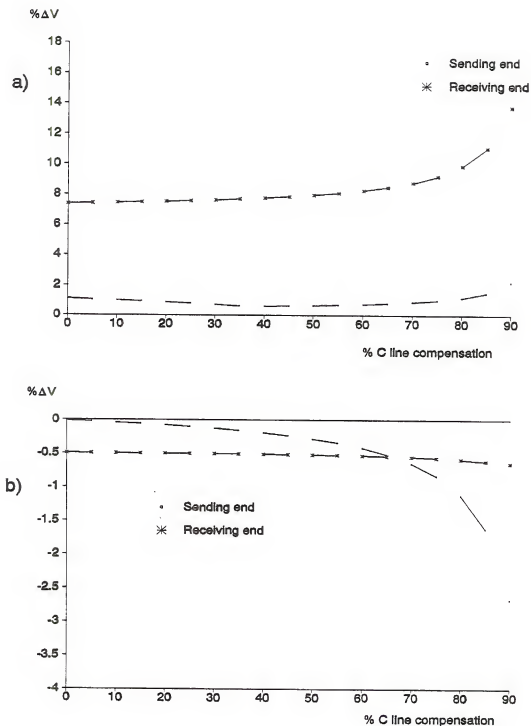 %ΔV
18
16
14
12
10
8
6
4
2
0
a)
Sending end
Receiving end
0 10 20 30 40 50 60 70 80 90
% C line compensation
%ΔV
0
-0.5
-1
-1.5
-2
-2.5
-3
-3.5
-4
b)
Sending end
Receiving end
0 10 20 30 40 50 60 70 80 90
% C line compensation